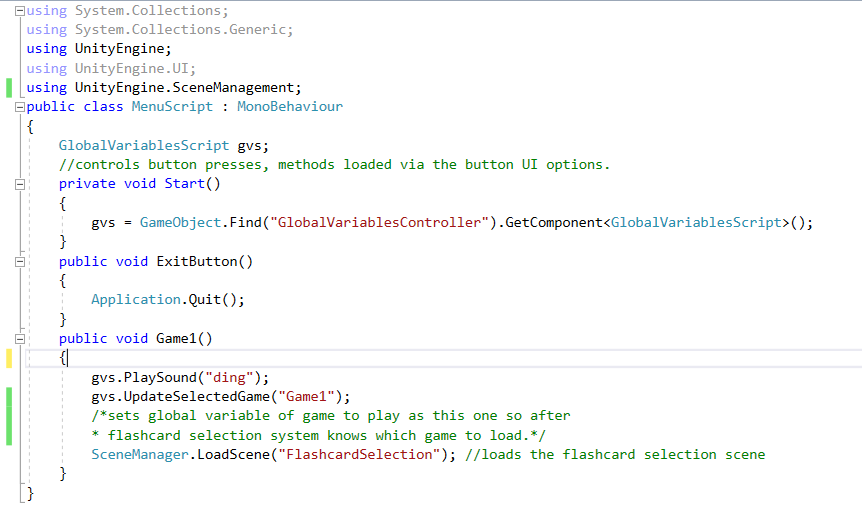 using System.Collections;
using System.Collections.Generic;
using UnityEngine;
using UnityEngine.UI;
using UnityEngine.SceneManagement;
public class MenuScript : MonoBehaviour
{
    GlobalVariablesScript gvs;
    //controls button presses, methods loaded via the button UI options.
    private void Start()
    {
        gvs = GameObject.Find("GlobalVariablesController").GetComponent<GlobalVariablesScript>();
    }
    public void ExitButton()
    {
        Application.Quit();
    }
    public void Game1()
    {
        gvs.PlaySound("ding");
        gvs.UpdateSelectedGame("Game1");
        /*sets global variable of game to play as this one so after
        * flashcard selection system knows which game to load.*/
        SceneManager.LoadScene("FlashcardSelection"); //loads the flashcard selection scene
    }
}